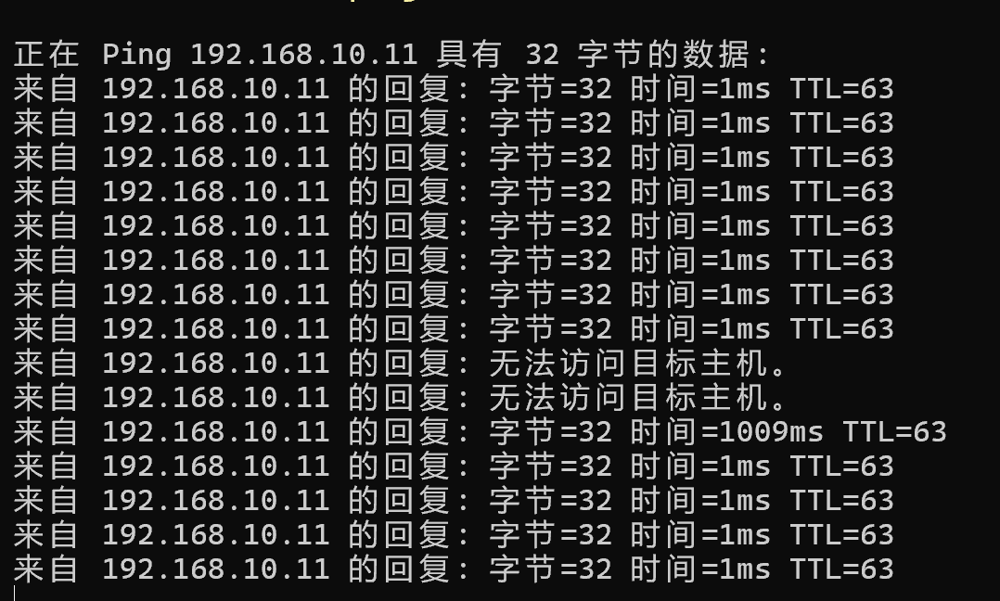 正在 Ping 192.168.10.11 具有 32 字节的数据:
来自 192.168.10.11 的回复: 字节=32 时间=1ms TTL=63
来自 192.168.10.11 的回复: 字节=32 时间=1ms TTL=63
来自 192.168.10.11 的回复: 字节=32 时间=1ms TTL=63
来自 192.168.10.11 的回复: 字节=32 时间=1ms TTL=63
来自 192.168.10.11 的回复: 字节=32 时间=1ms TTL=63
来自 192.168.10.11 的回复: 字节=32 时间=1ms TTL=63
来自 192.168.10.11 的回复: 字节=32 时间=1ms TTL=63
来自 192.168.10.11 的回复: 字节=32 时间=1ms TTL=63
来自 192.168.10.11 的回复: 无法访问目标主机。
来自 192.168.10.11 的回复: 无法访问目标主机。
来自 192.168.10.11 的回复: 字节=32 时间=1009ms TTL=63
来自 192.168.10.11 的回复: 字节=32 时间=1ms TTL=63
来自 192.168.10.11 的回复: 字节=32 时间=1ms TTL=63
来自 192.168.10.11 的回复: 字节=32 时间=1ms TTL=63
来自 192.168.10.11 的回复: 字节=32 时间=1ms TTL=63